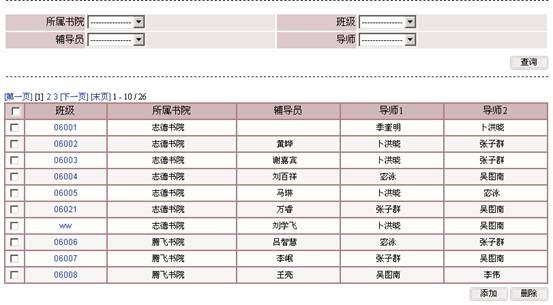 所属书院 --------------- 班级 ---------------
辅导员 --------------- 导师 ---------------
查询
[第一页] [1] 2 3 [下一页] [末页] 1 - 10 / 26
班级 所属书院 辅导员 导师1 导师2
06001 志德书院 李奎明 卜洪晓
06002 志德书院 黄烨 卜洪晓 张子群
06003 志德书院 谢嘉宾 卜洪晓 张子群
06004 志德书院 刘百祥 宓泳 吴图南
06005 志德书院 马琳 卜洪晓 宓泳
06021 志德书院 万睿 张子群 吴图南
ww 志德书院 刘学飞 卜洪晓 吴图南
06006 腾飞书院 吕智慧 宓泳 张子群
06007 腾飞书院 李岷 张子群 吴图南
06008 腾飞书院 王亮 吴图南 李伟
添加 删除